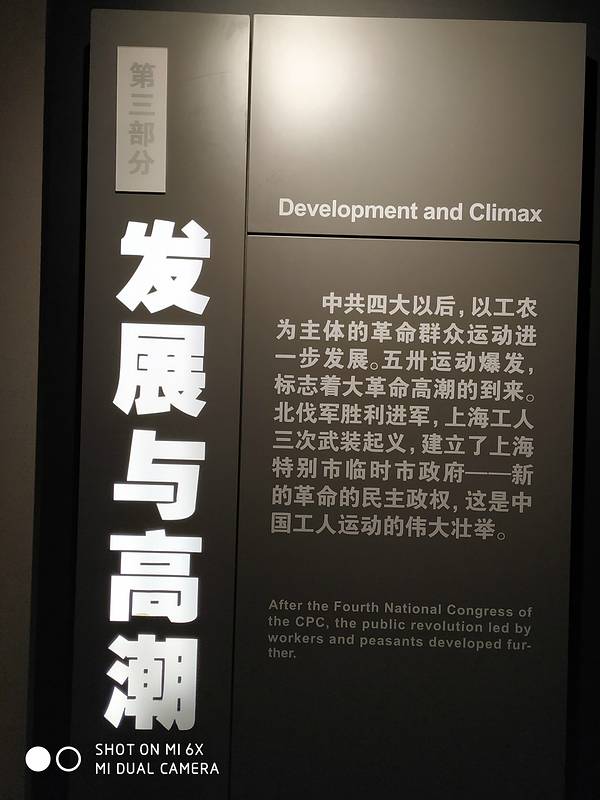 第三部分
发展与高潮
Development and Climax
中共四大以后，以工农
为主体的革命群众运动进
一步发展。五卅运动爆发，
标志着大革命高潮的到来。
北伐军胜利进军，上海工人
三次武装起义，建立了上海
特别市临时市政府——新
的革命的民主政权，这是中
国工人运动的伟大壮举。
After the Fourth National Congress of
the CPC, the public revolution led by
workers and peasants developed fur-
ther.
SHOT ON MI 6X
MI DUAL CAMERA